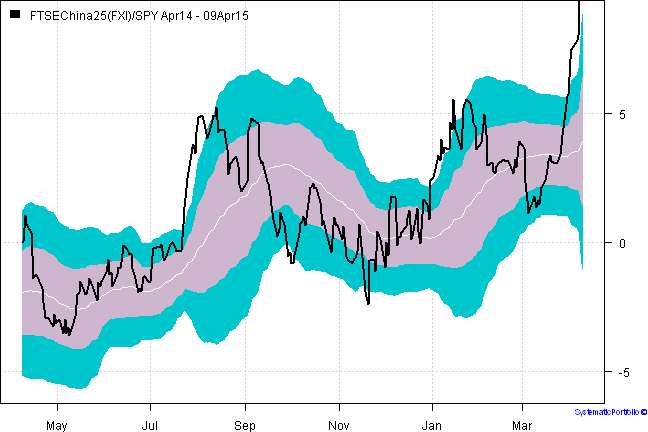 FTSEChina25(FXI)/SPY Apr14 - 09Apr15
5
0
-5
May Jul Sep Nov Jan Mar
SystematicPortfolio ©